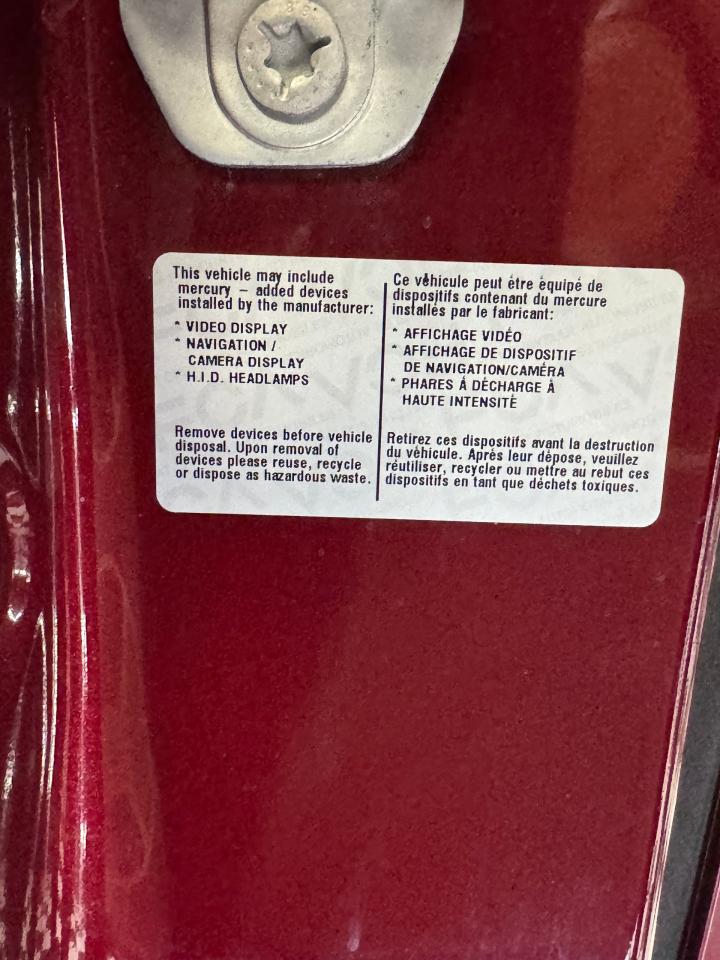 This vehicle may include
mercury – added devices
installed by the manufacturer:
* VIDEO DISPLAY
* NAVIGATION /
CAMERA DISPLAY
* H.I.D. HEADLAMPS
Remove devices before vehicle
disposal. Upon removal of
devices please reuse, recycle
or dispose as hazardous waste.
Ce véhicule peut étre équipé de
dispositifs contenant du mercure
installés par le fabricant:
* AFFICHAGE VIDÉO
* AFFICHAGE DE DISPOSITIF
DE NAVIGATION/CAMÉRA
* PHARES Á DÉCHARGE À
HAUTE INTENSITÉ
Retirez ces dispositifs avant la destruction
du véhicule. Aprés leur dépose, veuillez
réutiliser, recycler ou mettre au rebut ces
dispositifs en tant que déchets toxiques.